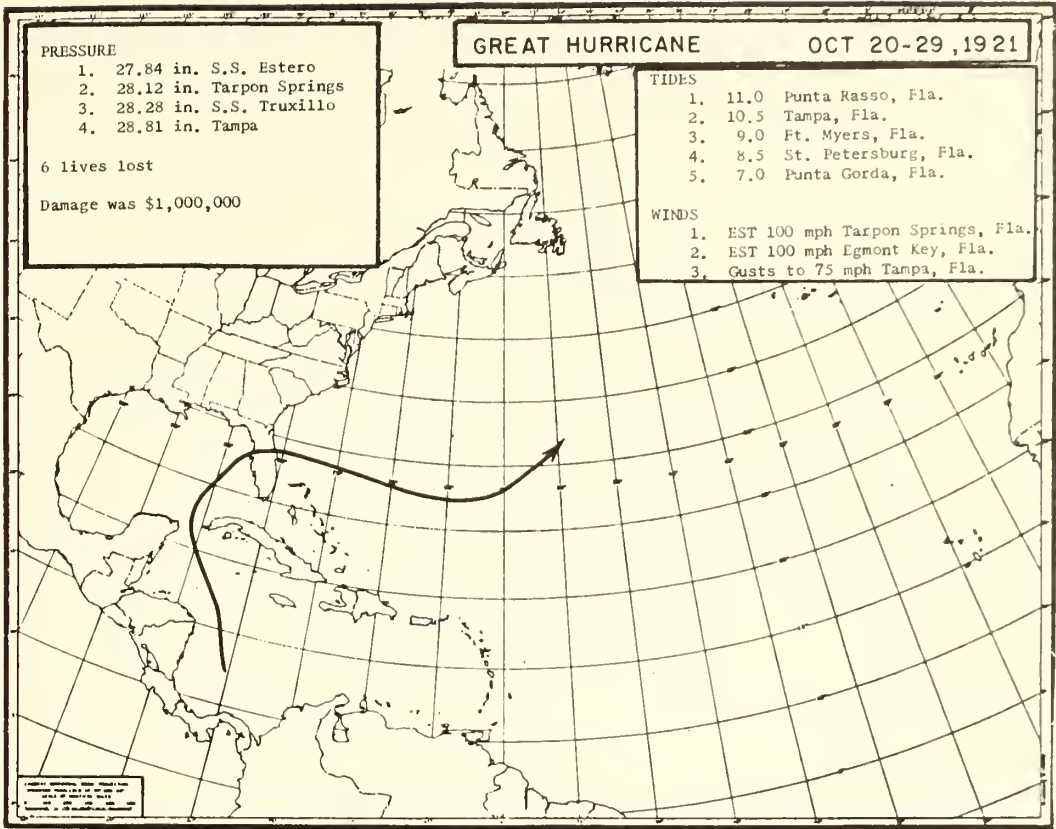 GREAT HURRICANE OCT 20-29, 1921
PRESSURE
1. 27.84 in. S.S. Estero
2. 28.12 in. Tarpon Springs
3. 28.28 in. S.S. Truxillo
4. 28.81 in. Tampa
6 lives lost
Damage was $1,000,000
TIDES
1. 11.0 Punta Rasso, Fla.
2. 10.5 Tampa, Fla.
3. 9.0 Ft. Myers, Fla.
4. 8.5 St. Petersburg, Fla.
5. 7.0 Punta Gorda, Fla.
WINDS
1. EST 100 mph Tarpon Springs, Fla.
2. EST 100 mph Egmont Key, Fla.
3. Gusts to 75 mph Tampa, Fla.